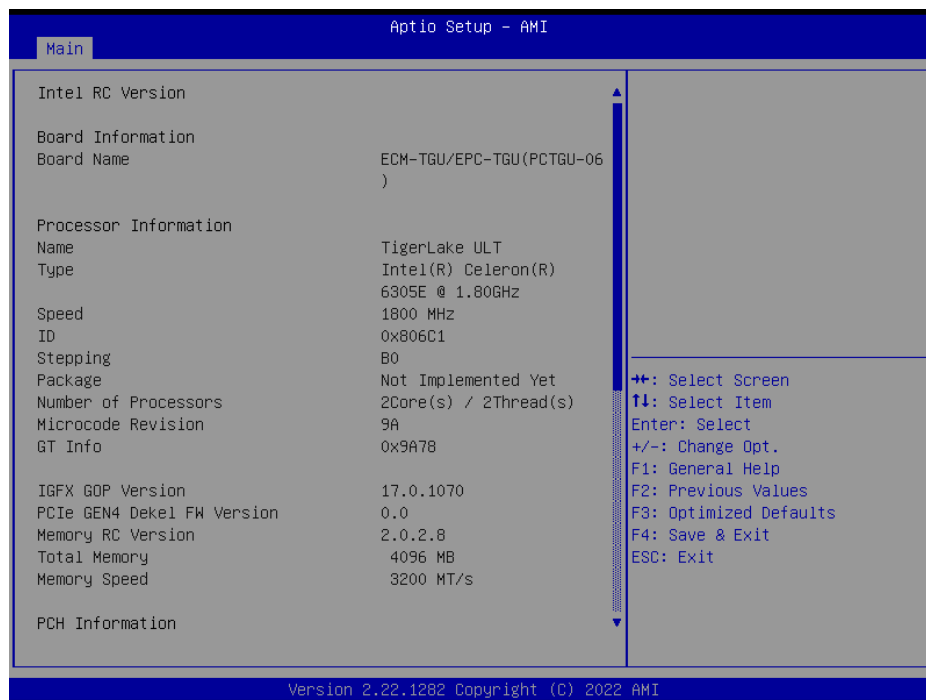 Aptio Setup – AMI
Main
Intel RC Version
Board Information
Board Name ECM-TGU/EPC-TGU(PCTGU-06
)
Processor Information
Name TigerLake ULT
Type Intel(R) Celeron(R)
6305E @ 1.80GHz
Speed 1800 MHz
ID 0x806C1
Stepping B0
Package Not Implemented Yet
Number of Processors 2Core(s) / 2Thread(s)
Microcode Revision 9A
GT Info 0x9A78
IGFX GOP Version 17.0.1070
PCIe GEN4 Dekel FW Version 0.0
Memory RC Version 2.0.2.8
Total Memory 4096 MB
Memory Speed 3200 MT/s
PCH Information
→←: Select Screen
↑↓: Select Item
Enter: Select
+/-: Change Opt.
F1: General Help
F2: Previous Values
F3: Optimized Defaults
F4: Save & Exit
ESC: Exit
Version 2.22.1282 Copyright (C) 2022 AMI